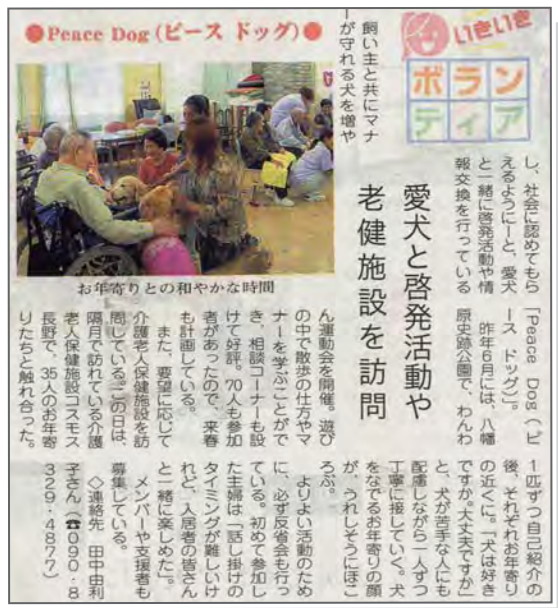 ●Peace Dog(ピース ドッグ)●
いきいき
ボラン
ティア
愛犬と啓発活動や
老健施設を訪問
飼い主と共にマナ
ーが守れる犬を増や
し、社会に認めてもら
えるように―と、愛犬
と一緒に啓発活動や情
報交換を行っている
「Peace Dog(ピ
ース ドッグ)」。
昨年6月には、八幡
原史跡公園で、わんわ
ん運動会を開催。遊び
の中で散歩の仕方やマ
ナーを学ぶことがで
き、相談コーナーも設
けて好評。70人も参加
者があったので、来春
も計画している。
また、要望に応じて
介護老人保健施設を訪
問している。この日は、
隔月で訪れている介護
老人保健施設コスモス
長野で、35人のお年寄
りたちと触れ合った。
1匹ずつ自己紹介の
後、それぞれお年寄り
の近くに。「犬は好き
ですか。大丈夫ですか」
と、犬が苦手な人にも
配慮しながら一人ずつ
丁寧に接していく。犬
をなでるお年寄りの顔
が、うれしそうにほこ
ろぶ。
よりよい活動のため
に、必ず反省会も行っ
ている。初めて参加し
た主婦は「話し掛けの
タイミングが難しいけ
れど、入居者の皆さん
と一緒に楽しめた」。
メンバーや支援者も
募集している。
◇連絡先 田中由利
子さん(☎090・8
329・4877)
お年寄りとの和やかな時間